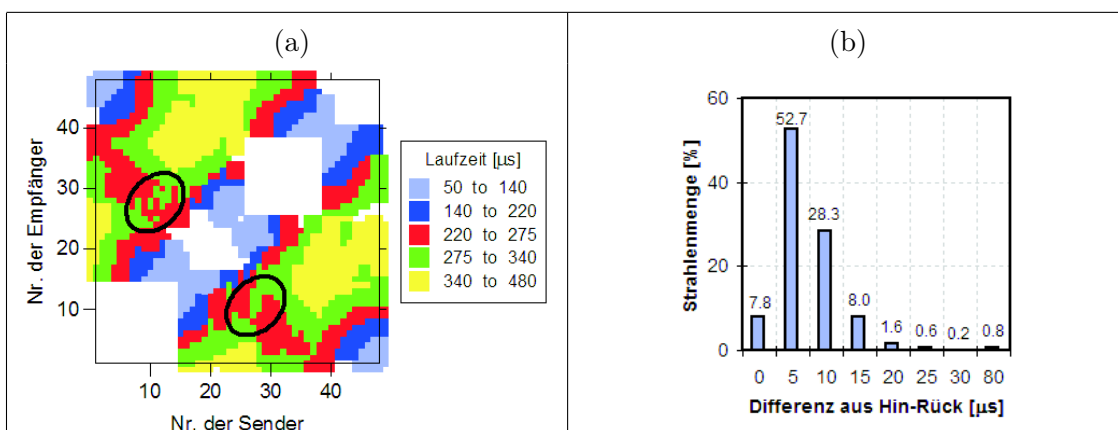 (a)
Nr. der Empfänger
40
30
20
10
10 20 30 40
Nr. der Sender
Laufzeit [µs]
50 to 140
140 to 220
220 to 275
275 to 340
340 to 480
(b)
Strahlenmenge [%]
60
40
20
0
7.8
52.7
28.3
8.0
1.6
0.6
0.2
0.8
0 5 10 15 20 25 30 80
Differenz aus Hin-Rück [µs]